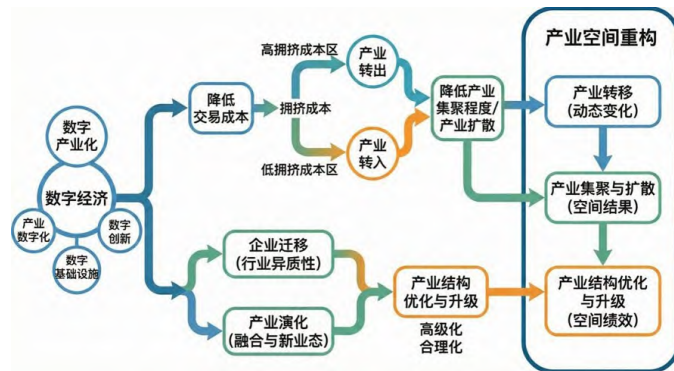 数字
产业化
数字经济
产业
数字化
数字
创新
数字
基础设施
降低
交易成本
高拥挤成本区
拥挤成本
低拥挤成本区
产业
转出
产业
转入
降低产业
集聚程度/
产业扩散
企业迁移
(行业异质性)
产业演化
(融合与新业态)
产业结构
优化与升级
高级化
合理化
产业空间重构
产业转移
(动态变化)
产业集聚与扩散
(空间结果)
产业结构优化
与升级
(空间绩效)